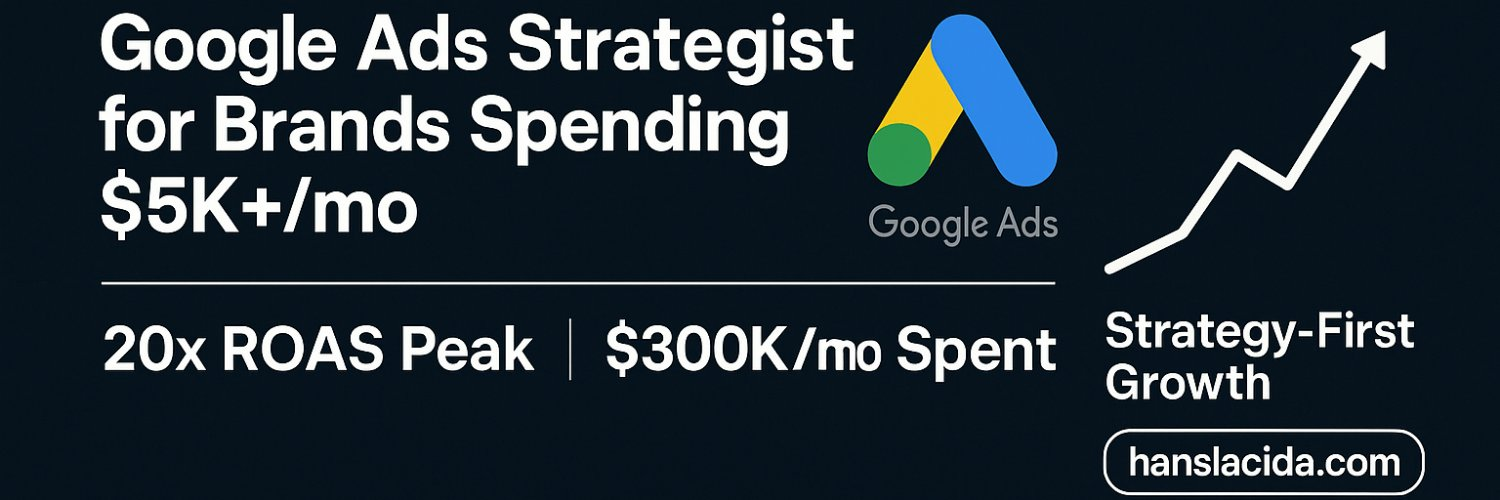 Google Ads Strategist
for Brands Spending
$5K+/mo
Google Ads
20x ROAS Peak
$300K/mo Spent
Strategy-First
Growth
hanslacida.com